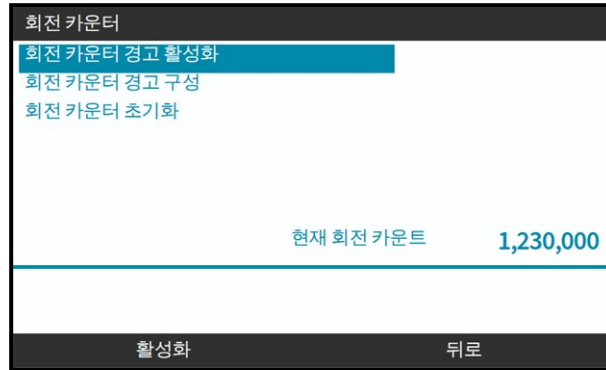 회전 카운터
회전 카운터 경고 활성화
회전 카운터 경고 구성
회전 카운터 초기화
현재 회전 카운트 1,230,000
활성화 뒤로